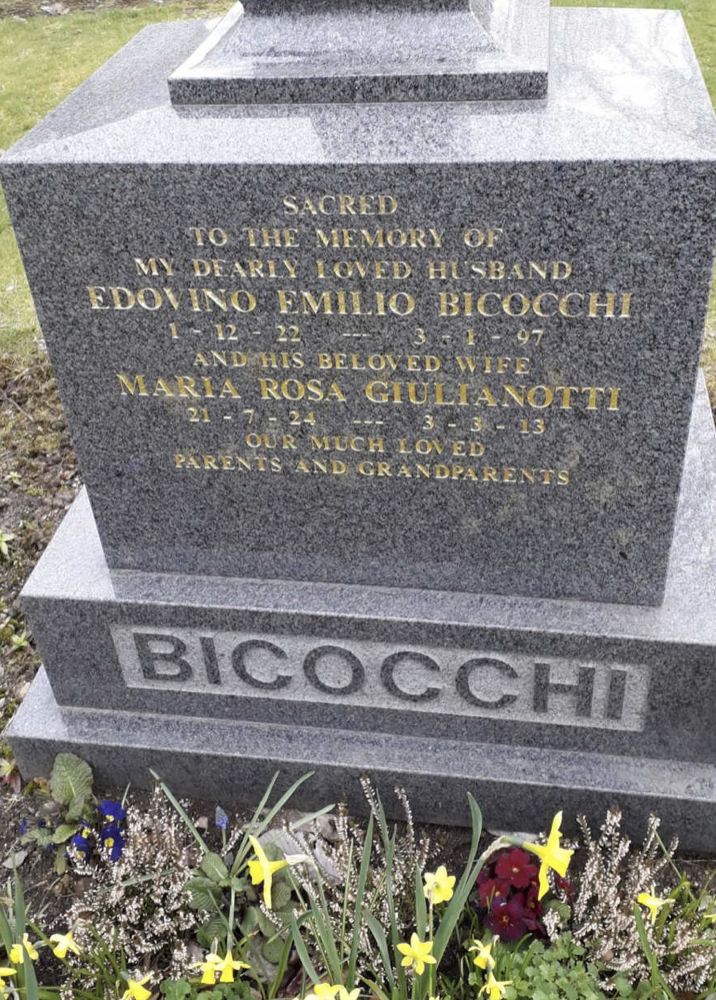 SACRED
TO THE MEMORY OF
MY DEARLY LOVED HUSBAND
EDOVINO EMILIO BICOCCHI
1 - 12 - 22 --- 3 - 1 - 97
AND HIS BELOVED WIFE
MARIA ROSA GIULIANOTTI
21 - 7 - 24 --- 3 - 3 - 13
OUR MUCH LOVED
PARENTS AND GRANDPARENTS
BICOCCHI